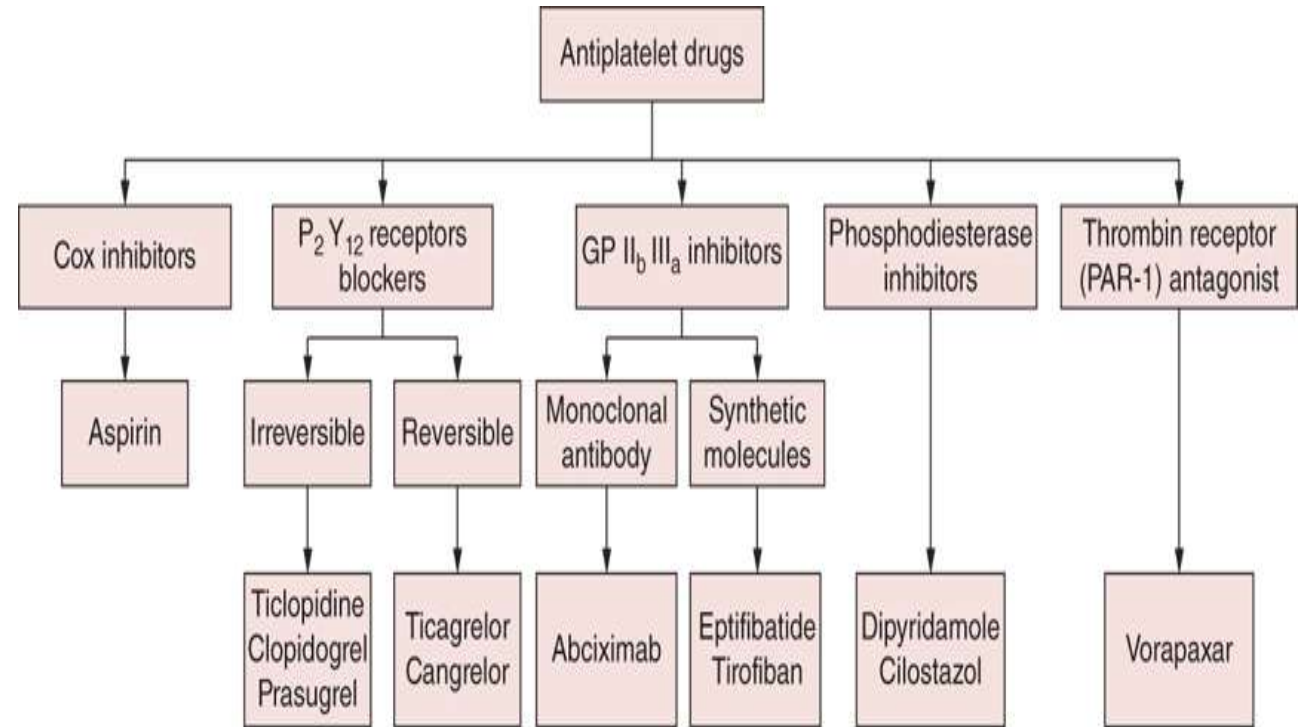 Antiplatelet drugs
Cox inhibitors
P2 Y12 receptors
blockers
GP IIb IIIa inhibitors
Phosphodiesterase
inhibitors
Thrombin receptor
(PAR-1) antagonist
Aspirin
Irreversible
Reversible
Monoclonal
antibody
Synthetic
molecules
Ticlopidine
Clopidogrel
Prasugrel
Ticagrelor
Cangrelor
Abciximab
Eptifibatide
Tirofiban
Dipyridamole
Cilostazol
Vorapaxar